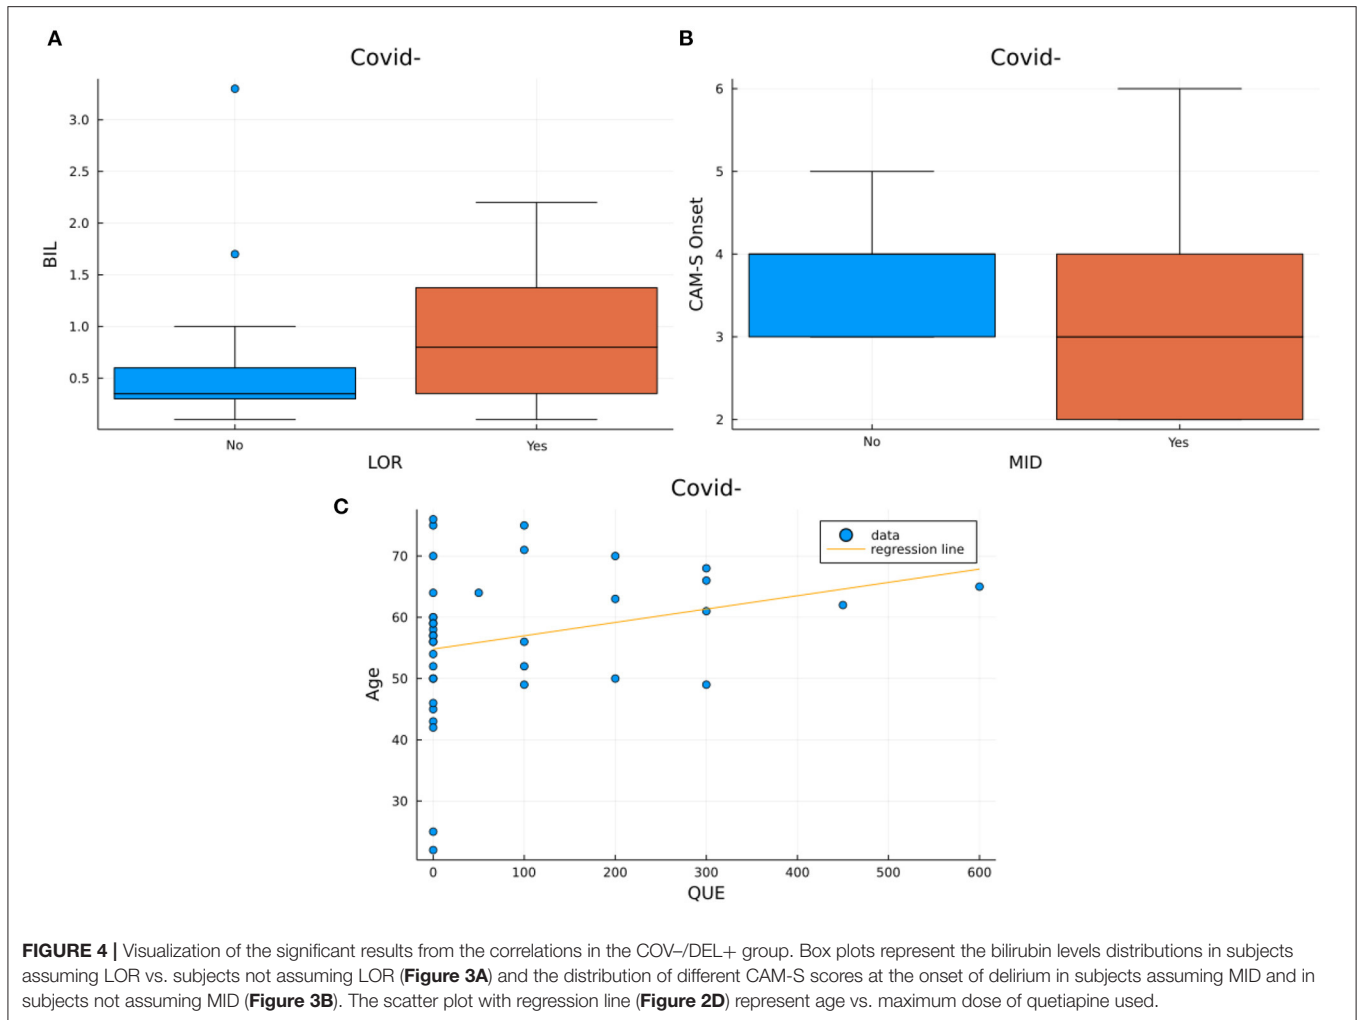 A
Covid-
3.0
2.5
2.0
1.5
1.0
0.5
BIL
No
Yes
LOR
B
Covid-
6
5
4
3
2
CAM-S Onset
No
Yes
MID
C
Covid-
data
regression line
70
60
50
40
30
Age
0 100 200 300 400 500 600
QUE
FIGURE 4 | Visualization of the significant results from the correlations in the COV–/DEL+ group. Box plots represent the bilirubin levels distributions in subjects
assuming LOR vs. subjects not assuming LOR (Figure 3A) and the distribution of different CAM-S scores at the onset of delirium in subjects assuming MID and in
subjects not assuming MID (Figure 3B). The scatter plot with regression line (Figure 2D) represent age vs. maximum dose of quetiapine used.